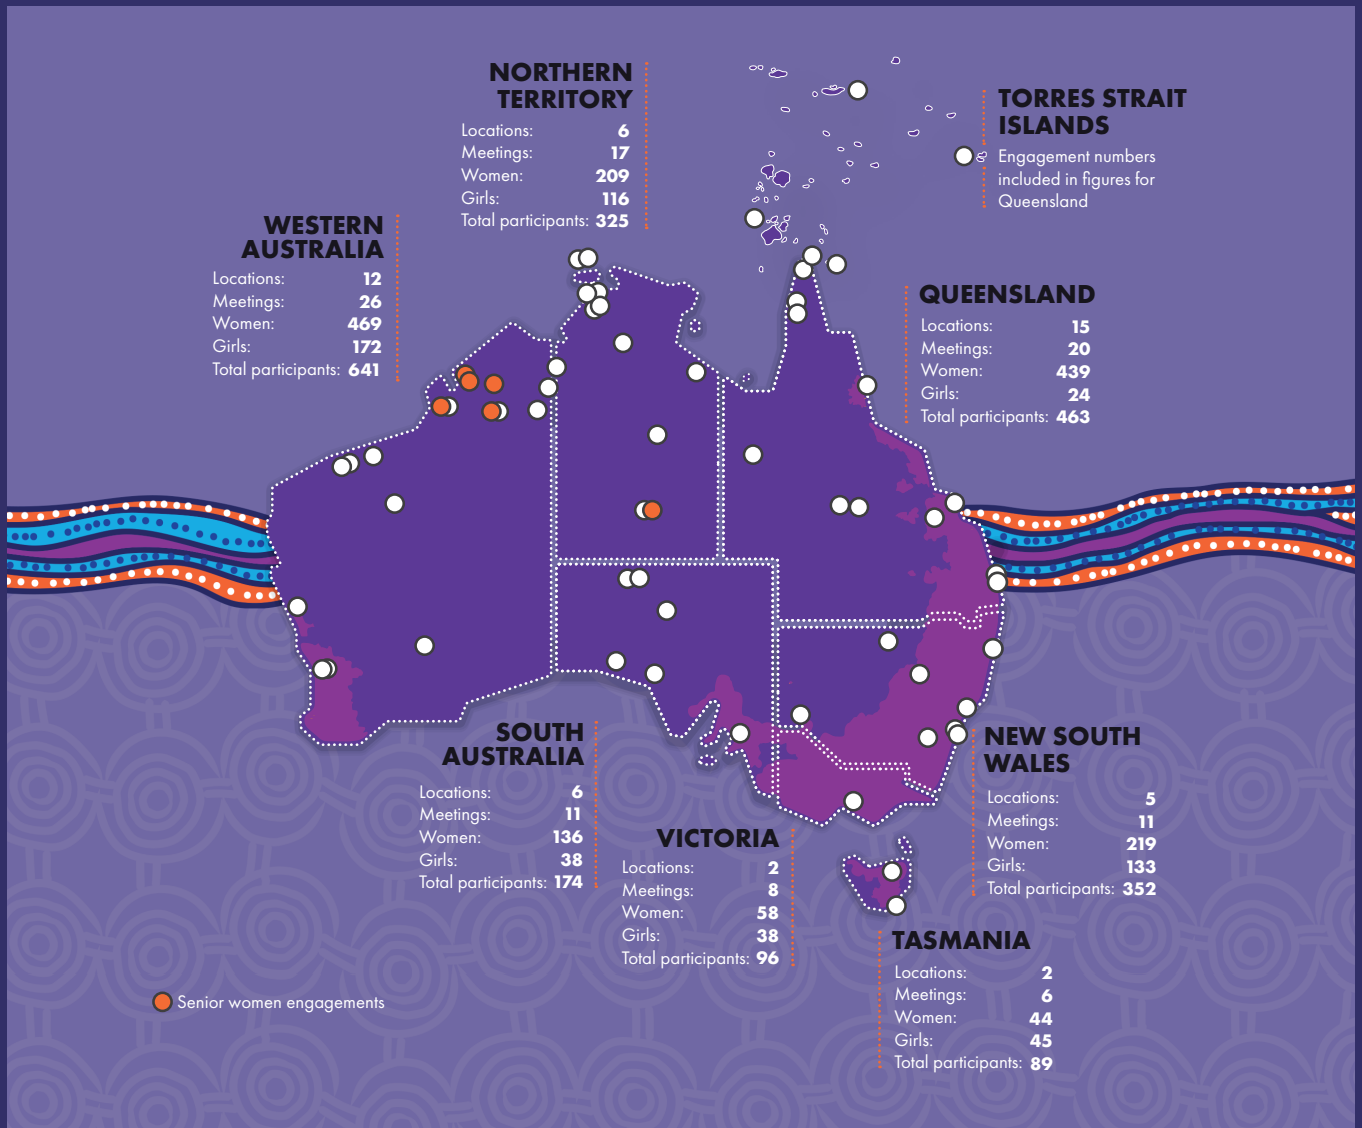 NORTHERN
TERRITORY
Locations: 6
Meetings: 17
Women: 209
Girls: 116
Total participants: 325
TORRES STRAIT
ISLANDS
Engagement numbers
included in figures for
Queensland
WESTERN
AUSTRALIA
Locations: 12
Meetings: 26
Women: 469
Girls: 172
Total participants: 641
QUEENSLAND
Locations: 15
Meetings: 20
Women: 439
Girls: 24
Total participants: 463
SOUTH
AUSTRALIA
Locations: 6
Meetings: 11
Women: 136
Girls: 38
Total participants: 174
NEW SOUTH
WALES
Locations: 5
Meetings: 11
Women: 219
Girls: 133
Total participants: 352
VICTORIA
Locations: 2
Meetings: 8
Women: 58
Girls: 38
Total participants: 96
TASMANIA
Locations: 2
Meetings: 6
Women: 44
Girls: 45
Total participants: 89
Senior women engagements